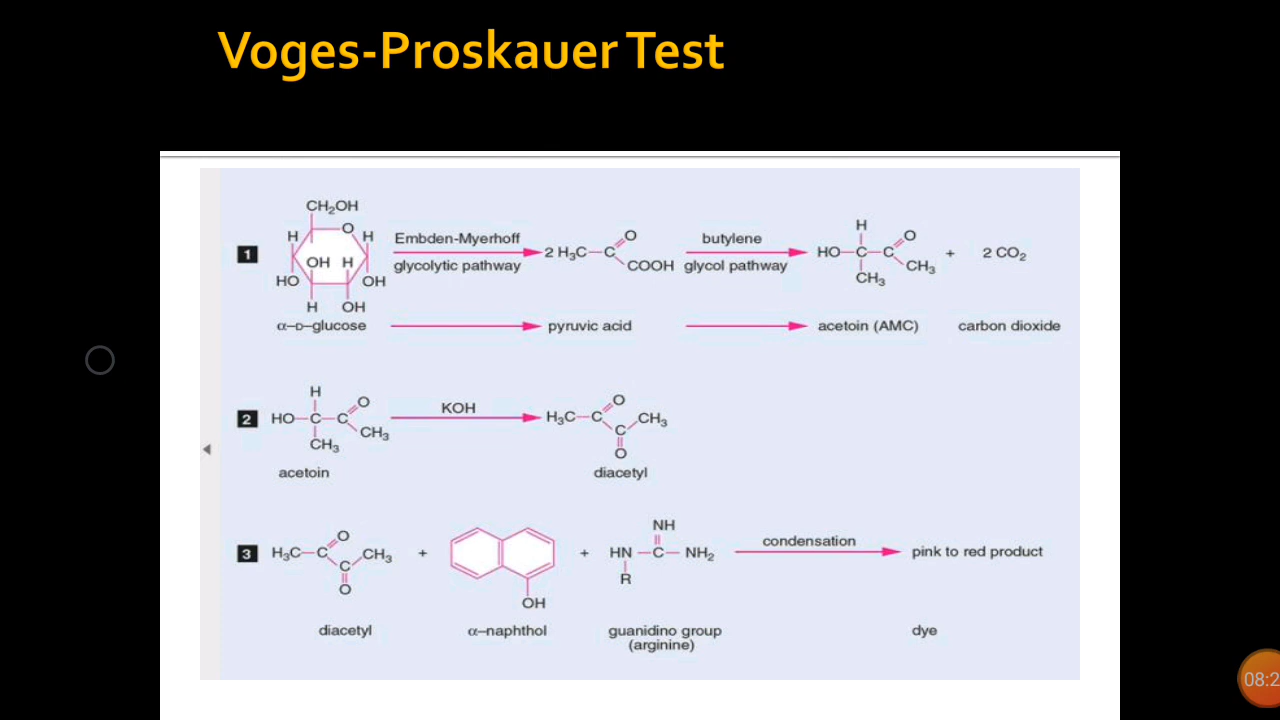 Voges-Proskauer Test
CH₂OH
H O H
1
OH H
HO OH
H OH
Embden-Myerhoff
glycolytic pathway
2 H₃C–C
O
COOH
butylene
glycol pathway
H
HO–C–C
O
CH₃
CH₃
+ 2 CO₂
α–D–glucose pyruvic acid acetoin (AMC) carbon dioxide
2
H
HO–C–C
O
CH₃
CH₃
KOH
H₃C–C
O
C
CH₃
O
acetoin diacetyl
3
H₃C–C
O
C
CH₃
O
+
OH
+
NH
HN–C–NH₂
R
condensation
pink to red product
diacetyl α–naphthol guanidino group dye
(arginine)
08:2